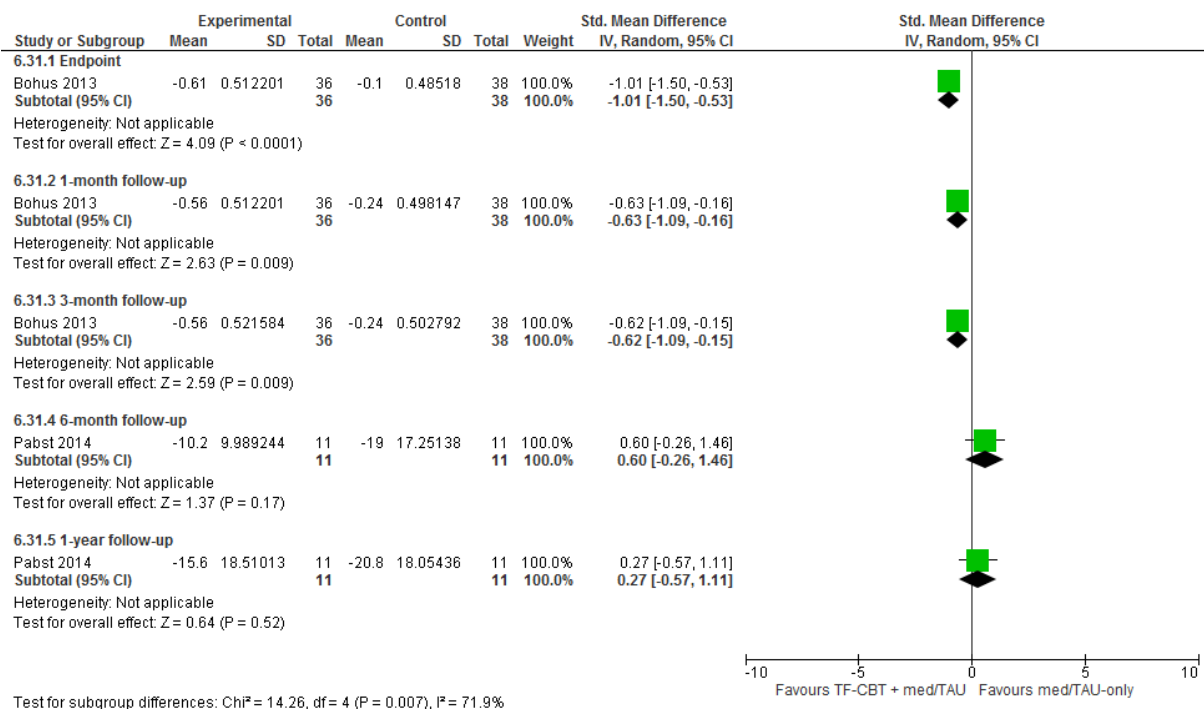 Experimental Control Std. Mean Difference Std. Mean Difference
Study or Subgroup Mean SD Total Mean SD Total Weight IV, Random, 95% CI IV, Random, 95% CI
6.31.1 Endpoint
Bohus 2013 -0.61 0.512201 36 -0.1 0.48518 38 100.0% -1.01 [-1.50, -0.53]
Subtotal (95% CI) 36 38 100.0% -1.01 [-1.50, -0.53]
Heterogeneity: Not applicable
Test for overall effect: Z = 4.09 (P < 0.0001)
6.31.2 1-month follow-up
Bohus 2013 -0.56 0.512201 36 -0.24 0.498147 38 100.0% -0.63 [-1.09, -0.16]
Subtotal (95% CI) 36 38 100.0% -0.63 [-1.09, -0.16]
Heterogeneity: Not applicable
Test for overall effect: Z = 2.63 (P = 0.009)
6.31.3 3-month follow-up
Bohus 2013 -0.56 0.521584 36 -0.24 0.502792 38 100.0% -0.62 [-1.09, -0.15]
Subtotal (95% CI) 36 38 100.0% -0.62 [-1.09, -0.15]
Heterogeneity: Not applicable
Test for overall effect: Z = 2.59 (P = 0.009)
6.31.4 6-month follow-up
Pabst 2014 -10.2 9.989244 11 -19 17.25138 11 100.0% 0.60 [-0.26, 1.46]
Subtotal (95% CI) 11 11 100.0% 0.60 [-0.26, 1.46]
Heterogeneity: Not applicable
Test for overall effect: Z = 1.37 (P = 0.17)
6.31.5 1-year follow-up
Pabst 2014 -15.6 18.51013 11 -20.8 18.05436 11 100.0% 0.27 [-0.57, 1.11]
Subtotal (95% CI) 11 11 100.0% 0.27 [-0.57, 1.11]
Heterogeneity: Not applicable
Test for overall effect: Z = 0.64 (P = 0.52)
-10 -5 0 5 10
Favours TF-CBT + med/TAU Favours med/TAU-only
Test for subgroup differences: Chi² = 14.26, df = 4 (P = 0.007), I² = 71.9%